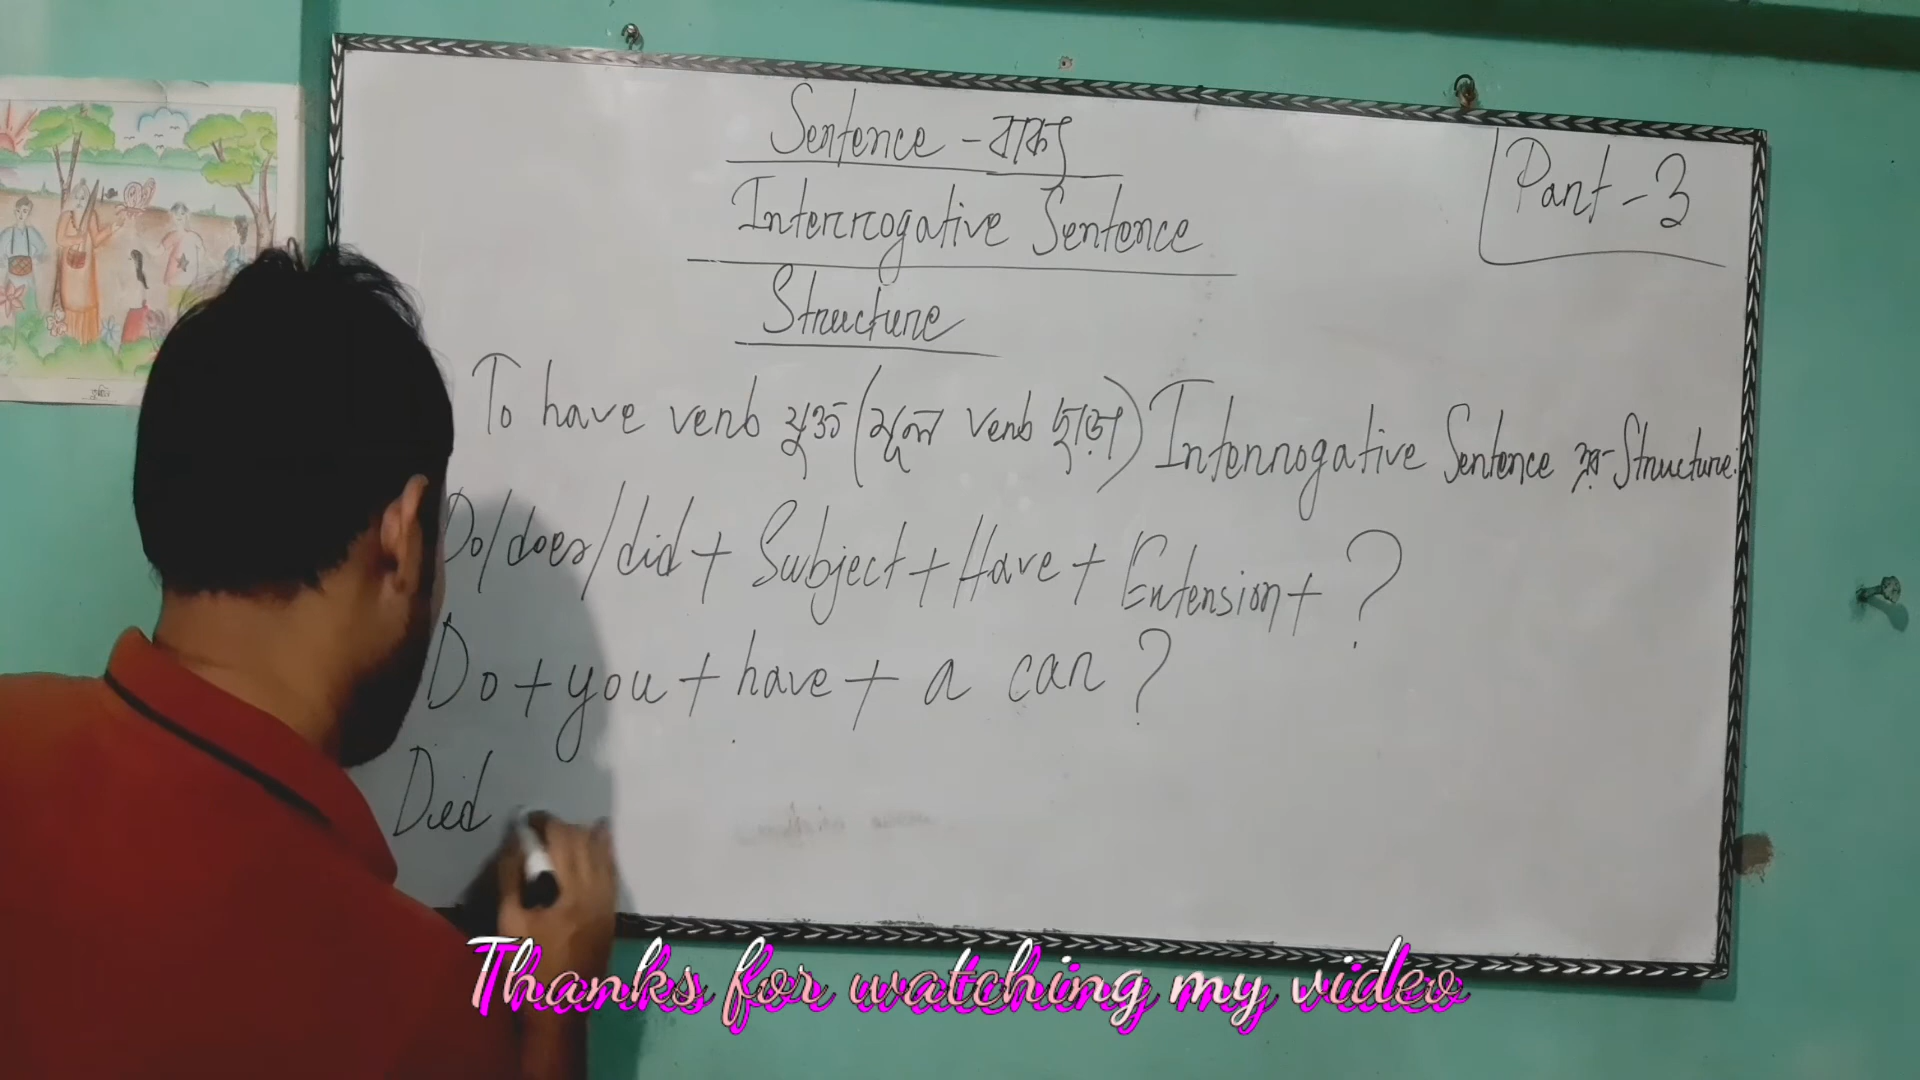 Sentence - বাক্য
Part - 3
Interrogative Sentence
Structure
To have verb যুক্ত (মূল verb ছাড়া) Interrogative Sentence এর Structure:
Do/does/did + Subject + Have + Extension + ?
Do + you + have + a car ?
Did
Thanks for watching my video